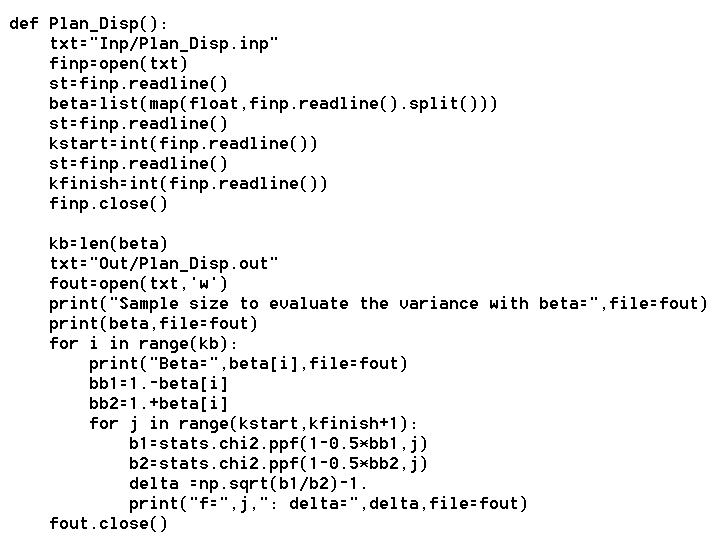 def Plan_Disp():
    txt="Inp/Plan_Disp.inp"
    finp=open(txt)
    st=finp.readline()
    beta=list(map(float,finp.readline().split()))
    st=finp.readline()
    kstart=int(finp.readline())
    st=finp.readline()
    kfinish=int(finp.readline())
    finp.close()

    kb=len(beta)
    txt="Out/Plan_Disp.out"
    fout=open(txt,'w')
    print("Sample size to evaluate the variance with beta=",file=fout)
    print(beta,file=fout)
    for i in range(kb):
        print("Beta=",beta[i],file=fout)
        bb1=1.-beta[i]
        bb2=1.+beta[i]
        for j in range(kstart,kfinish+1):
            b1=stats.chi2.ppf(1-0.5*bb1,j)
            b2=stats.chi2.ppf(1-0.5*bb2,j)
            delta =np.sqrt(b1/b2)-1.
            print("f=",j,": delta=",delta,file=fout)
    fout.close()